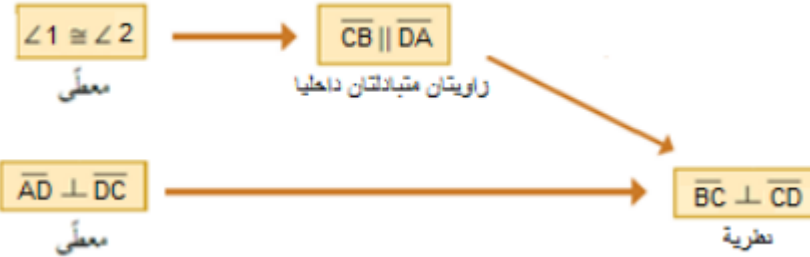 ∠1 ≅ ∠2
معطًى
CB || DA
زاويتان متبادلتان داخليا
AD ⊥ DC
معطًى
BC ⊥ CD
نظرية